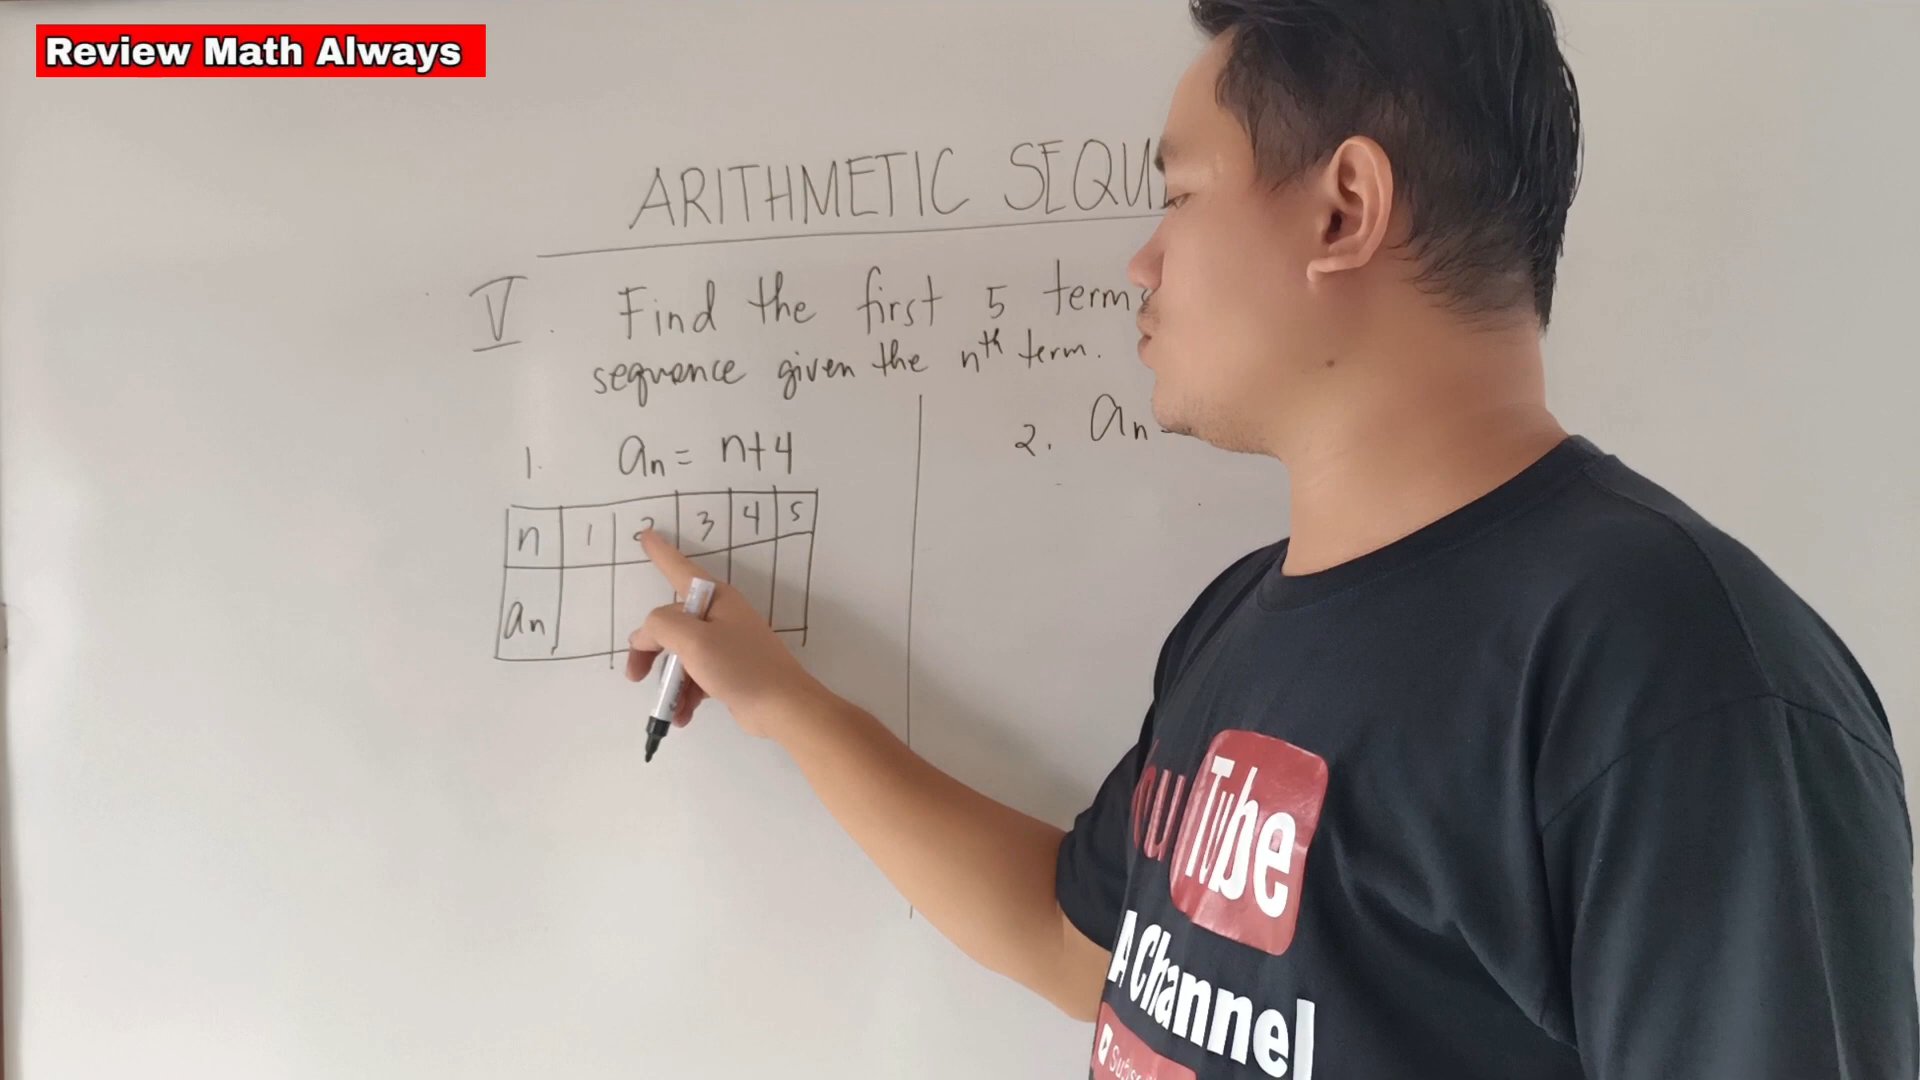 Review Math Always
ARITHMETIC SEQU
V. Find the first 5 terms
sequence given the nth term.
1. an = n+4
2. an =
n 1 2 3 4 5
an
YouTube
A Channel